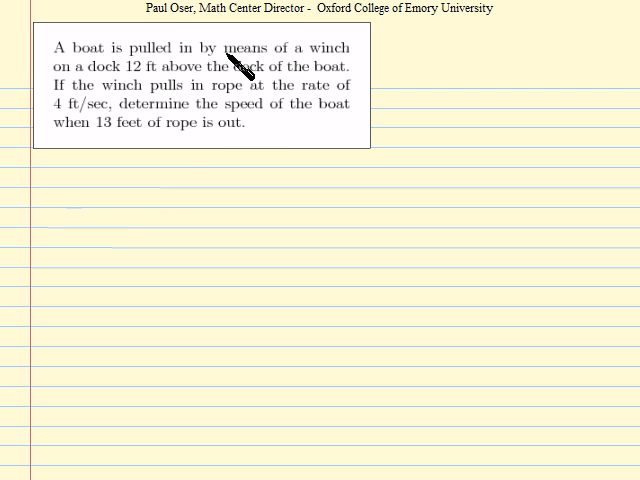 Paul Oser, Math Center Director - Oxford College of Emory University
A boat is pulled in by means of a winch
on a dock 12 ft above the of the boat.
If the winch pulls in rope at the rate of
4 ft/sec, determine the speed of the boat
when 13 feet of rope is out.